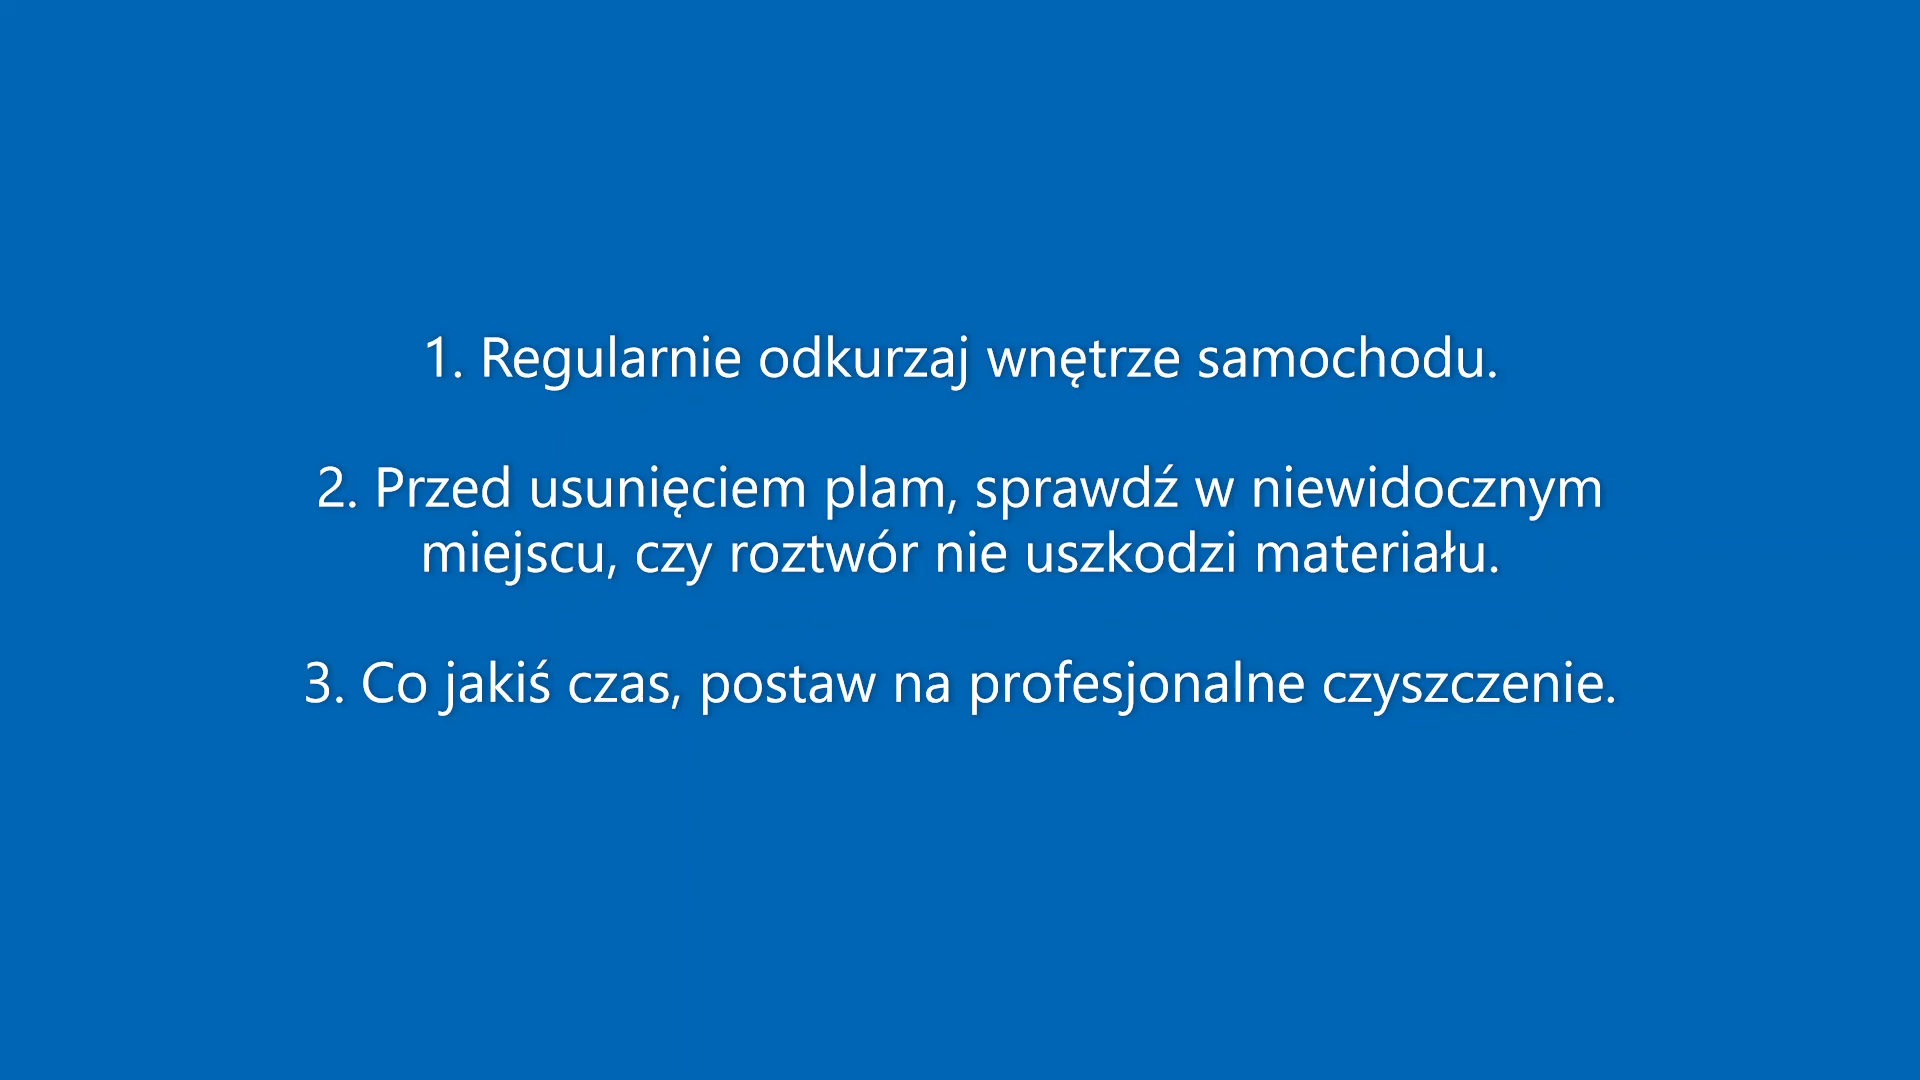 1. Regularnie odkurzaj wnętrze samochodu.
2. Przed usunięciem plam, sprawdź w niewidocznym
miejscu, czy roztwór nie uszkodzi materiału.
3. Co jakiś czas, postaw na profesjonalne czyszczenie.